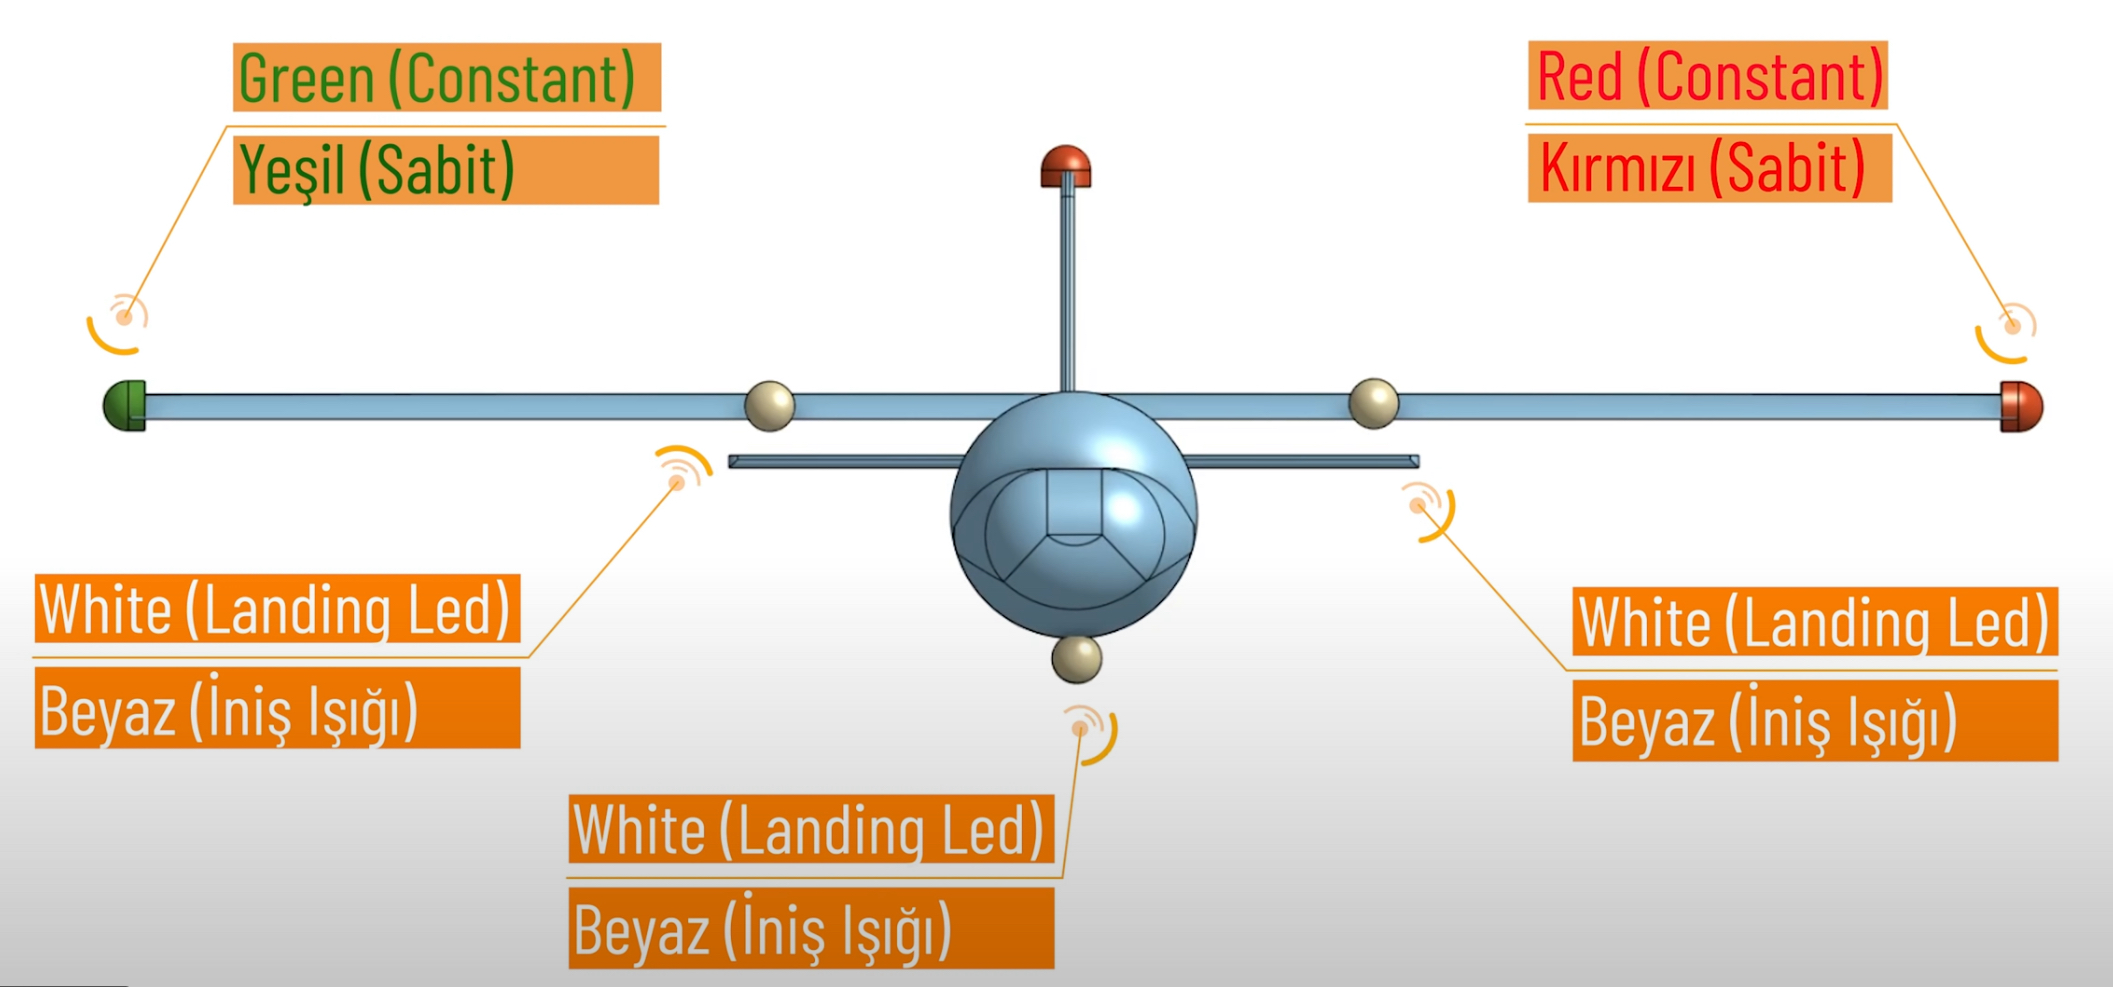 Green (Constant)
Yeşil (Sabit)
Red (Constant)
Kırmızı (Sabit)
White (Landing Led)
Beyaz (İniş Işığı)
White (Landing Led)
Beyaz (İniş Işığı)
White (Landing Led)
Beyaz (İniş Işığı)